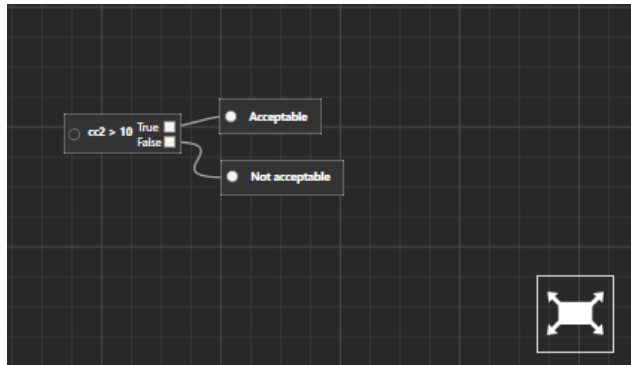 cc2 > 10
True
False
Acceptable
Not acceptable